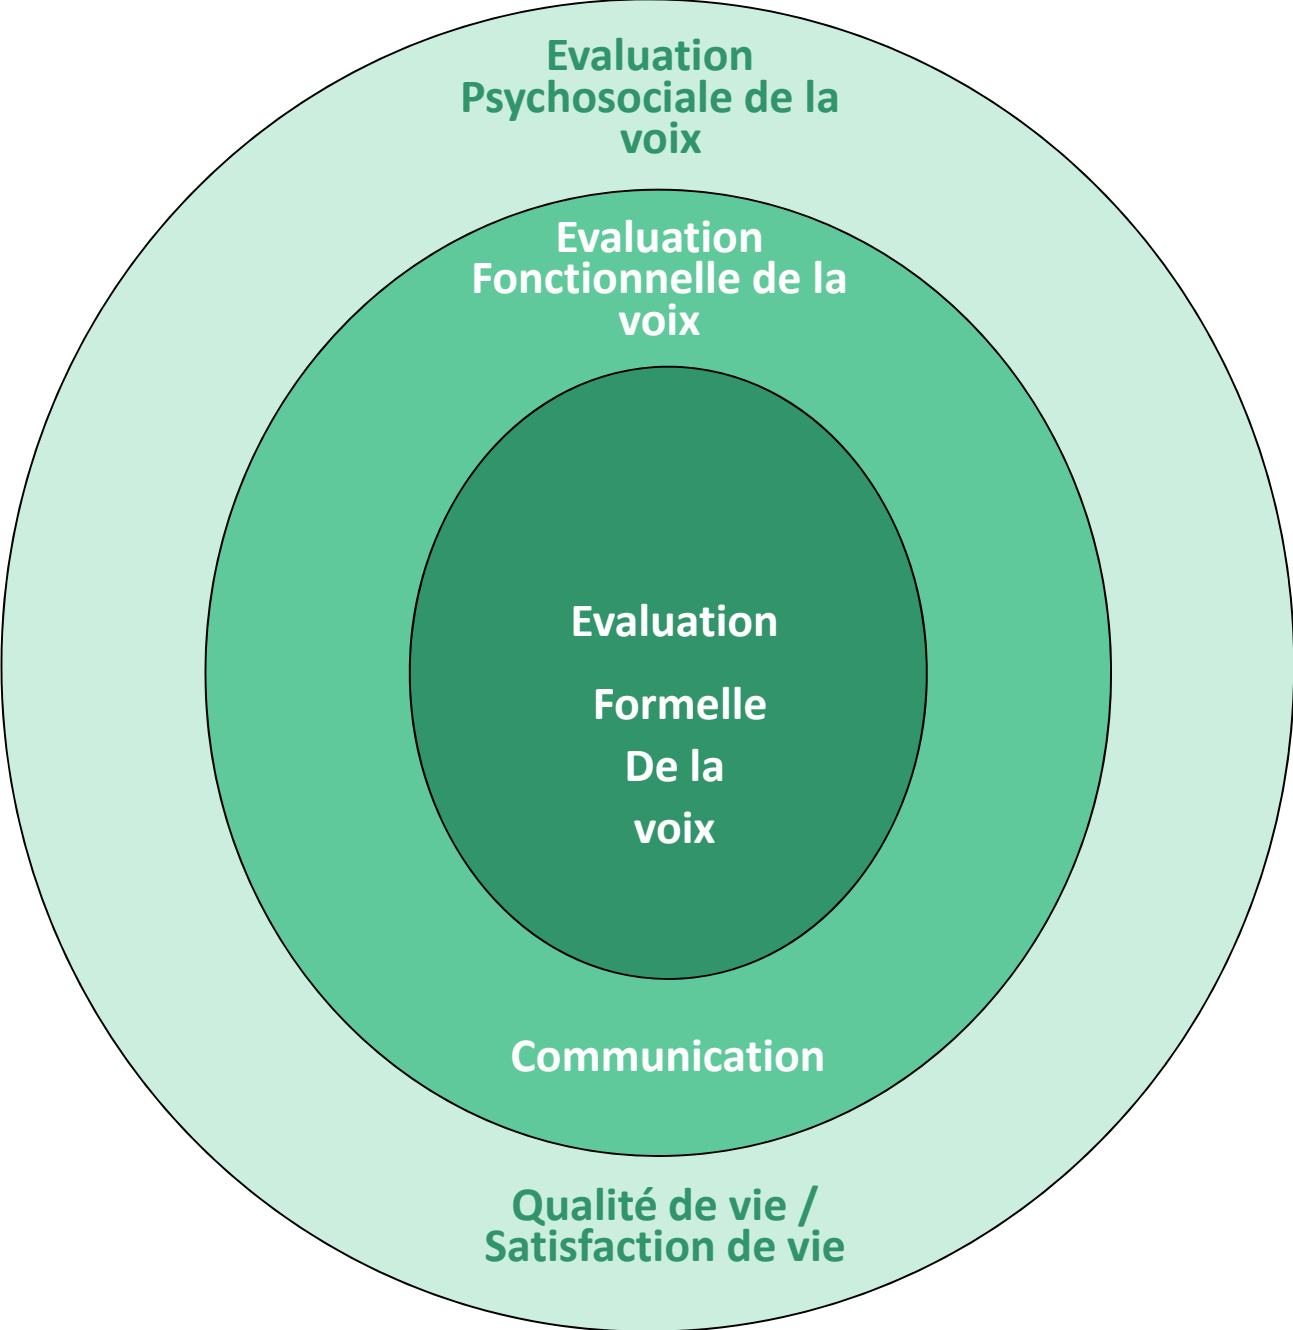 Evaluation
Psychosociale de la
voix
Evaluation
Fonctionnelle de la
voix
Evaluation
Formelle
De la
voix
Communication
Qualité de vie /
Satisfaction de vie